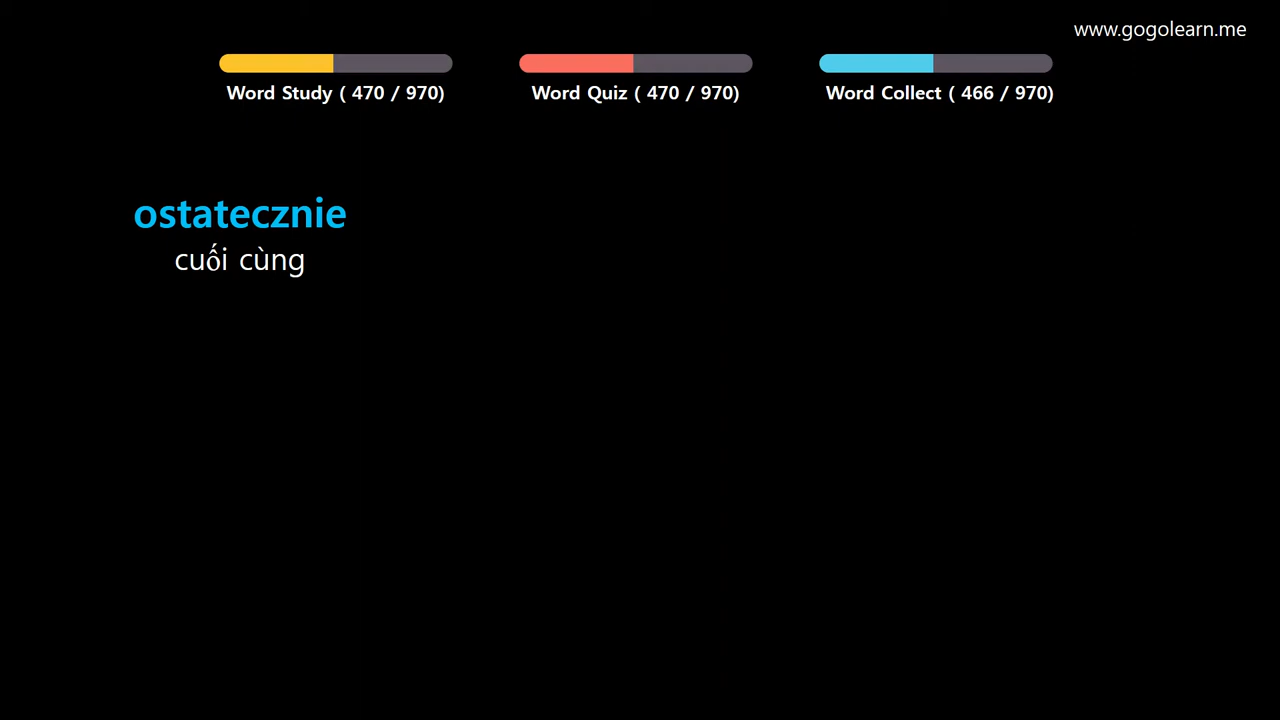 www.gogolearn.me
Word Study ( 470 / 970)
Word Quiz ( 470 / 970)
Word Collect ( 466 / 970)
ostatecznie
cuối cùng